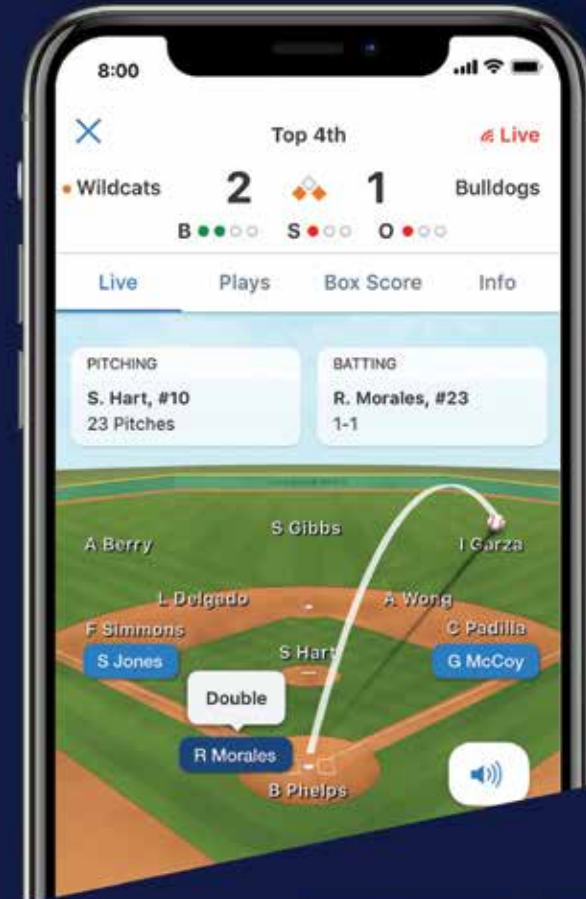 8:00
Top 4th
Live
Wildcats 2 1 Bulldogs
B S O
Live Plays Box Score Info
PITCHING
S. Hart, #10
23 Pitches
BATTING
R. Morales, #23
1-1
S Gibbs
A Berry
I Garza
L Delgado
A Wong
F Simmons
C Padilla
S Jones
S Hart
G McCoy
Double
R Morales
B Phelps